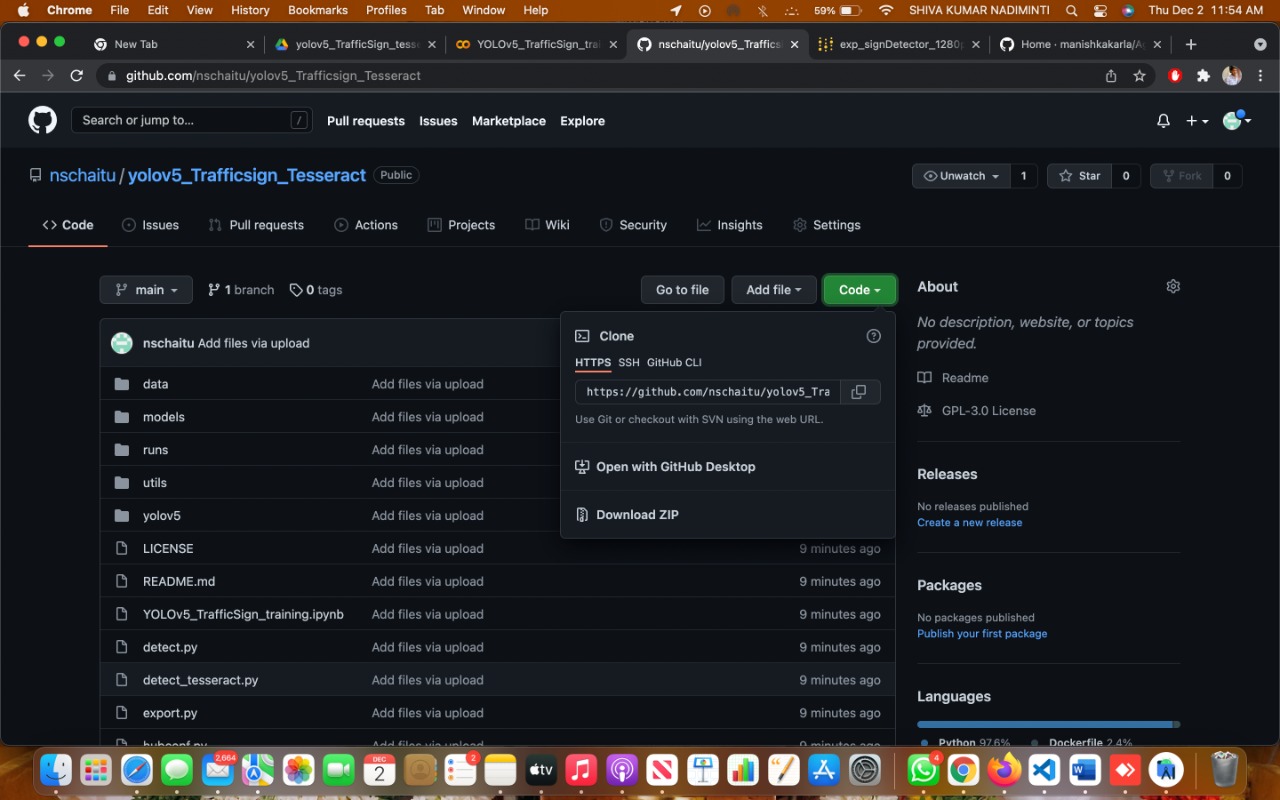 Chrome File Edit View History Bookmarks Profiles Tab Window Help 59% SHIVA KUMAR NADIMINTI Thu Dec 2 11:54 AM
New Tab yolov5_TrafficSign_tess YOLOv5_TrafficSign_trai nschaitu/yolov5_Traffics exp_signDetector_1280p Home · manishkakarla/A
github.com/nschaitu/yolov5_Trafficsign_Tesseract
Search or jump to... / Pull requests Issues Marketplace Explore
nschaitu / yolov5_Trafficsign_Tesseract Public Unwatch 1 Star 0 Fork 0
Code Issues Pull requests Actions Projects Wiki Security Insights Settings
main 1 branch 0 tags Go to file Add file Code
nschaitu Add files via upload
data Add files via upload
models Add files via upload
runs Add files via upload
utils Add files via upload
yolov5 Add files via upload
LICENSE Add files via upload 9 minutes ago
README.md Add files via upload 9 minutes ago
YOLOv5_TrafficSign_training.ipynb Add files via upload 9 minutes ago
detect.py Add files via upload 9 minutes ago
detect_tesseract.py Add files via upload 9 minutes ago
export.py Add files via upload 9 minutes ago
hubconf.py Add files via upload 9 minutes ago
Clone
HTTPS SSH GitHub CLI
https://github.com/nschaitu/yolov5_Tra
Use Git or checkout with SVN using the web URL.
Open with GitHub Desktop
Download ZIP
About
No description, website, or topics
provided.
Readme
GPL-3.0 License
Releases
No releases published
Create a new release
Packages
No packages published
Publish your first package
Languages
Python 97.6% Dockerfile 2.4%
2,664
DEC
2
2
tv
4